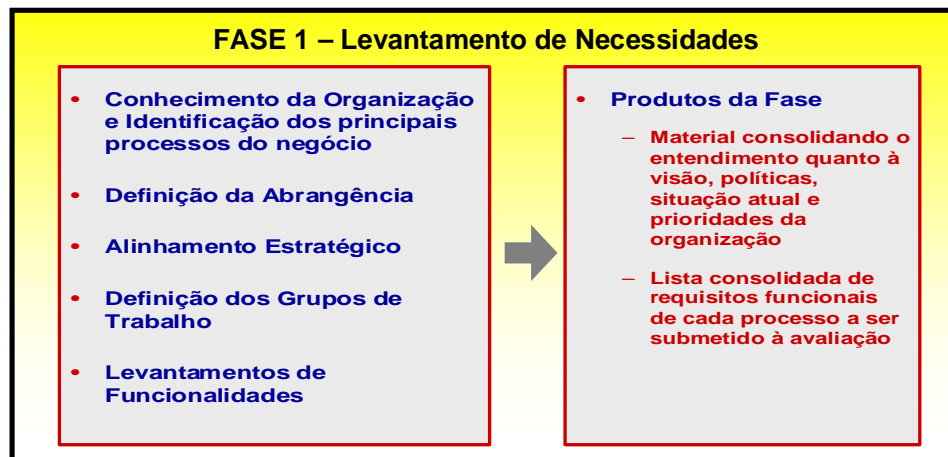 FASE 1 – Levantamento de Necessidades
• Conhecimento da Organização
e Identificação dos principais
processos do negócio
• Definição da Abrangência
• Alinhamento Estratégico
• Definição dos Grupos de
Trabalho
• Levantamentos de
Funcionalidades
• Produtos da Fase
– Material consolidando o
entendimento quanto à
visão, políticas,
situação atual e
prioridades da
organização
– Lista consolidada de
requisitos funcionais
de cada processo a ser
submetido à avaliação